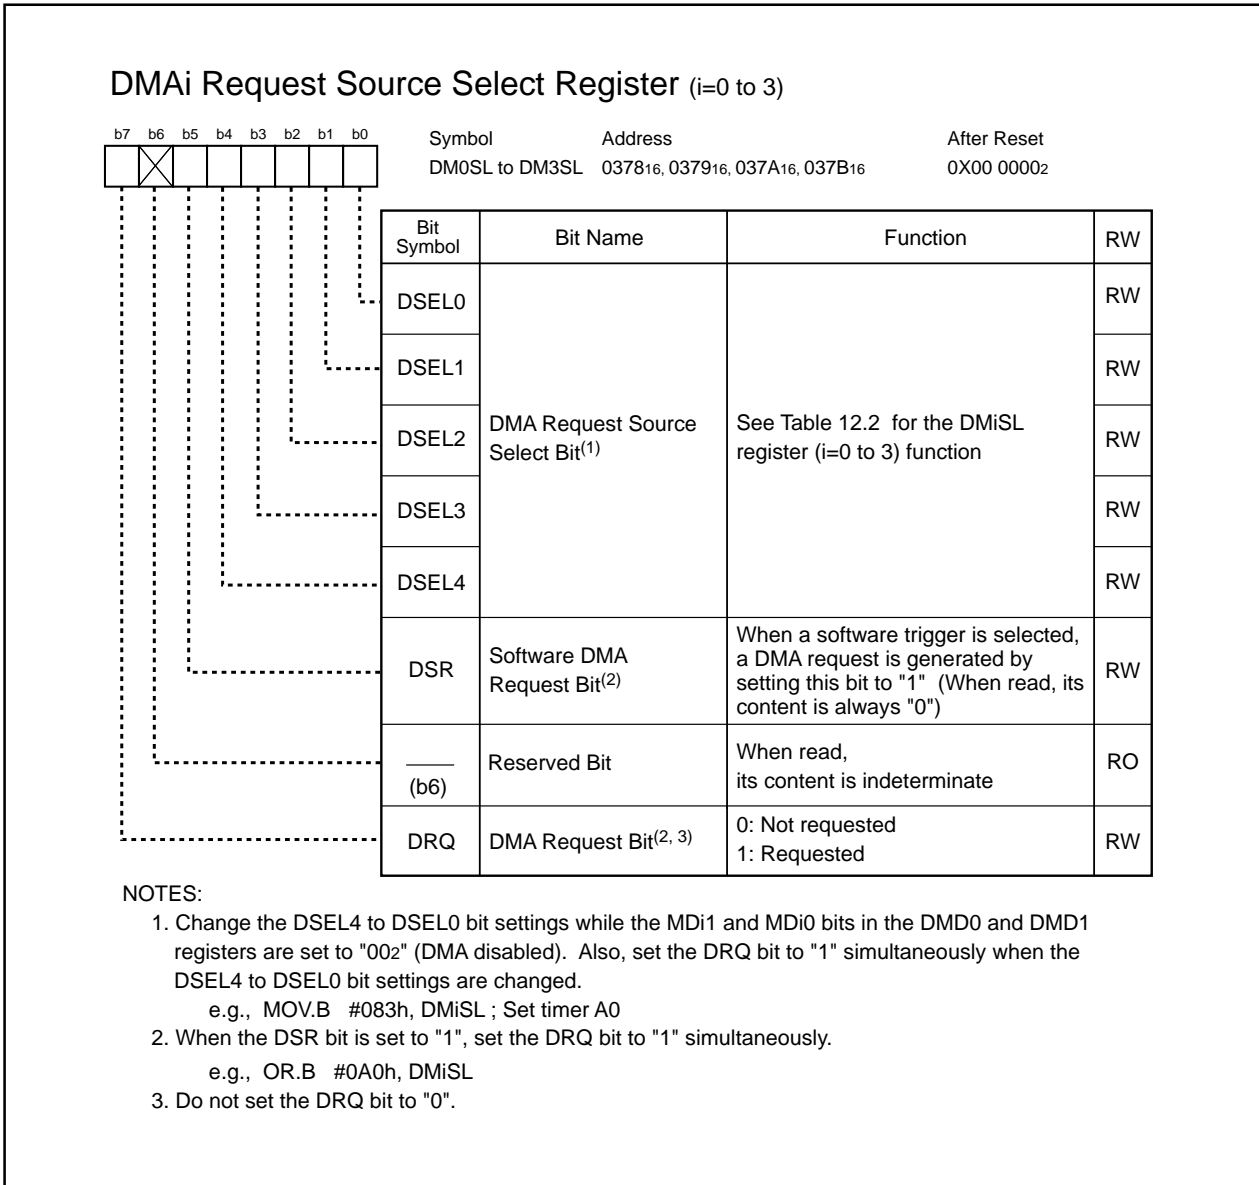 DMAi Request Source Select Register (i=0 to 3)
b7 b6 b5 b4 b3 b2 b1 b0
Symbol Address After Reset
DM0SL to DM3SL 037816, 037916, 037A16, 037B16 0X00 00002
Bit Symbol Bit Name Function RW
DSEL0 RW
DSEL1 RW
DSEL2 DMA Request Source Select Bit(1) See Table 12.2 for the DMiSL register (i=0 to 3) function RW
DSEL3 RW
DSEL4 RW
DSR Software DMA Request Bit(2) When a software trigger is selected, a DMA request is generated by setting this bit to "1" (When read, its content is always "0") RW
(b6) Reserved Bit When read, its content is indeterminate RO
DRQ DMA Request Bit(2, 3) 0: Not requested 1: Requested RW
NOTES:
1. Change the DSEL4 to DSEL0 bit settings while the MDi1 and MDi0 bits in the DMD0 and DMD1
registers are set to "002" (DMA disabled). Also, set the DRQ bit to "1" simultaneously when the
DSEL4 to DSEL0 bit settings are changed.
e.g., MOV.B #083h, DMiSL ; Set timer A0
2. When the DSR bit is set to "1", set the DRQ bit to "1" simultaneously.
e.g., OR.B #0A0h, DMiSL
3. Do not set the DRQ bit to "0".